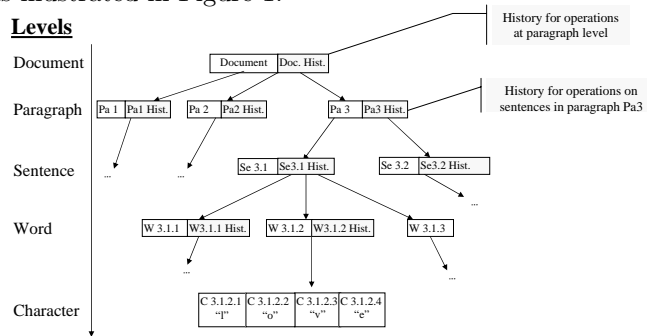 s illustrated in Figure 1.
Levels
History for operations
at paragraph level
Document
Document Doc. Hist.
Paragraph
Pa 1 Pa1 Hist. Pa 2 Pa2 Hist. Pa 3 Pa3 Hist.
History for operations on
sentences in paragraph Pa3
Sentence
... ... Se 3.1 Se3.1 Hist. Se 3.2 Se3.2 Hist.
...
Word
W 3.1.1 W3.1.1 Hist. W 3.1.2 W3.1.2 Hist. W 3.1.3
... ...
Character
C 3.1.2.1 C 3.1.2.2 C 3.1.2.3 C 3.1.2.4
“l” “o” “v” “e”